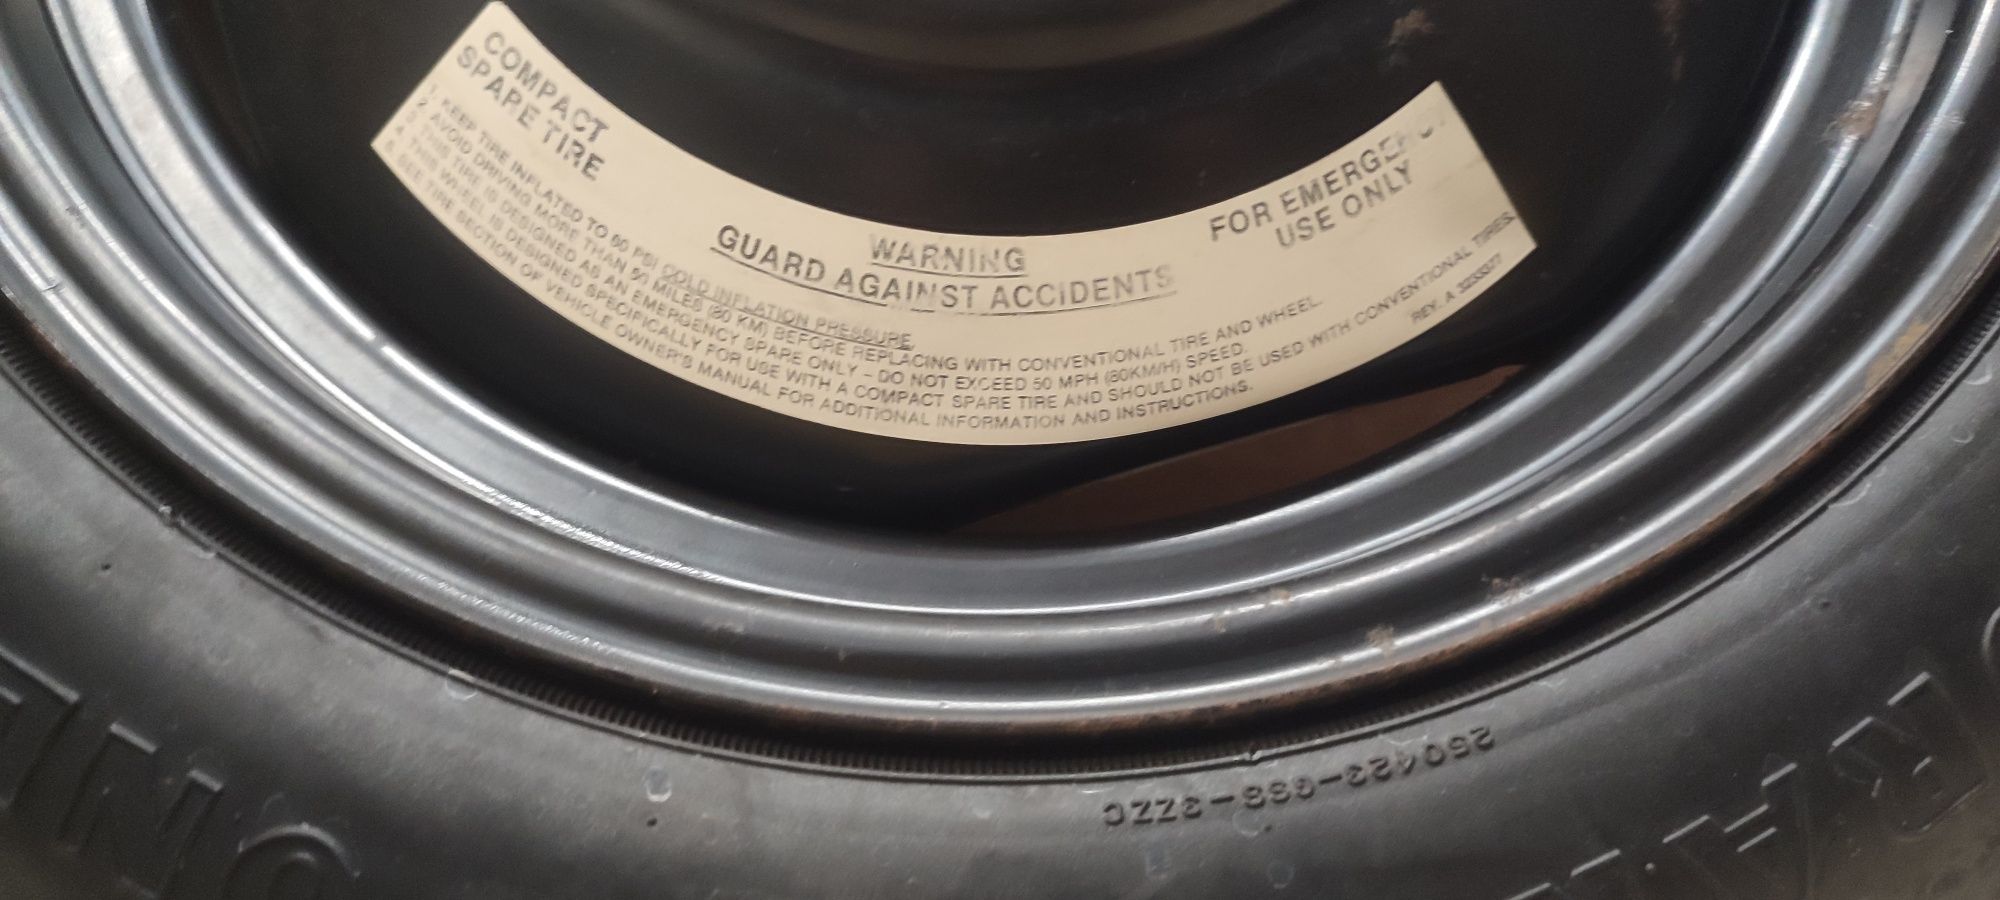 COMPACT
SPARE TIRE
WARNING
GUARD AGAINST ACCIDENTS
FOR EMERGENCY
USE ONLY
1. KEEP TIRE INFLATED TO 60 PSI COLD INFLATION PRESSURE.
2. AVOID DRIVING MORE THAN 50 MILES (80 KM) BEFORE REPLACING WITH CONVENTIONAL TIRE AND WHEEL.
3. THIS TIRE IS DESIGNED AS AN EMERGENCY SPARE ONLY – DO NOT EXCEED 50 MPH (80KM/H) SPEED.
4. THIS WHEEL IS DESIGNED SPECIFICALLY FOR USE WITH A COMPACT SPARE TIRE AND SHOULD NOT BE USED WITH CONVENTIONAL TIRES.
5. SEE TIRE SECTION OF VEHICLE OWNER'S MANUAL FOR ADDITIONAL INFORMATION AND INSTRUCTIONS.
REV. A